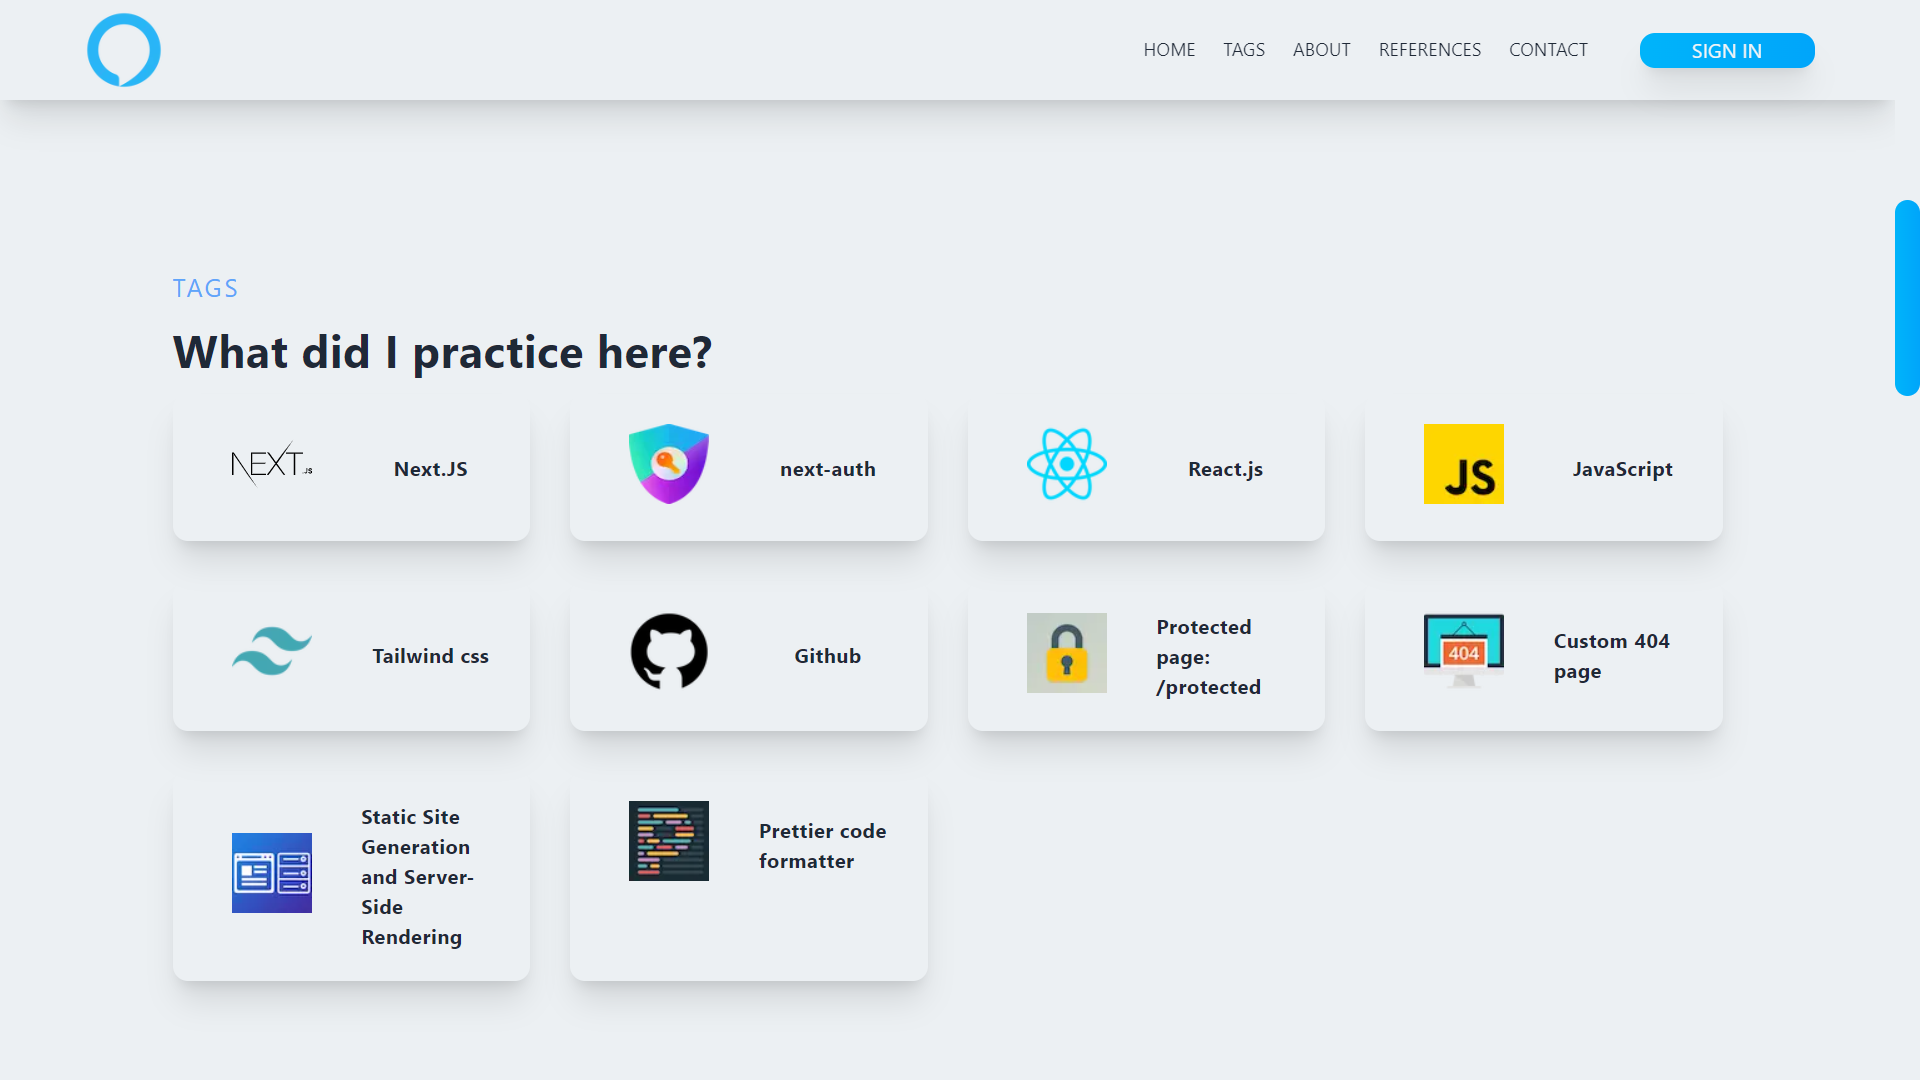 HOME TAGS ABOUT REFERENCES CONTACT SIGN IN
TAGS
What did I practice here?
NEXT.JS Next.JS
next-auth
React.js
JS JavaScript
Tailwind css
Github
Protected
page:
/protected
404
Custom 404
page
Static Site
Generation
and Server-
Side
Rendering
Prettier code
formatter